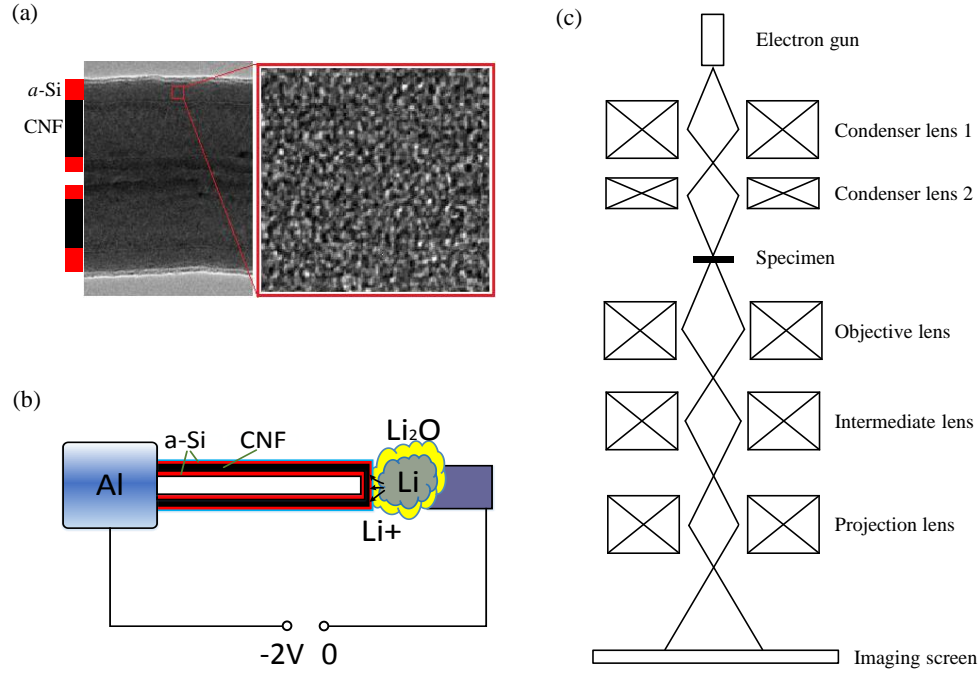 (a)
a-Si
CNF
(b)
a-Si
CNF
Li₂O
Al
Li
Li+
-2V
0
(c)
Electron gun
Condenser lens 1
Condenser lens 2
Specimen
Objective lens
Intermediate lens
Projection lens
Imaging screen